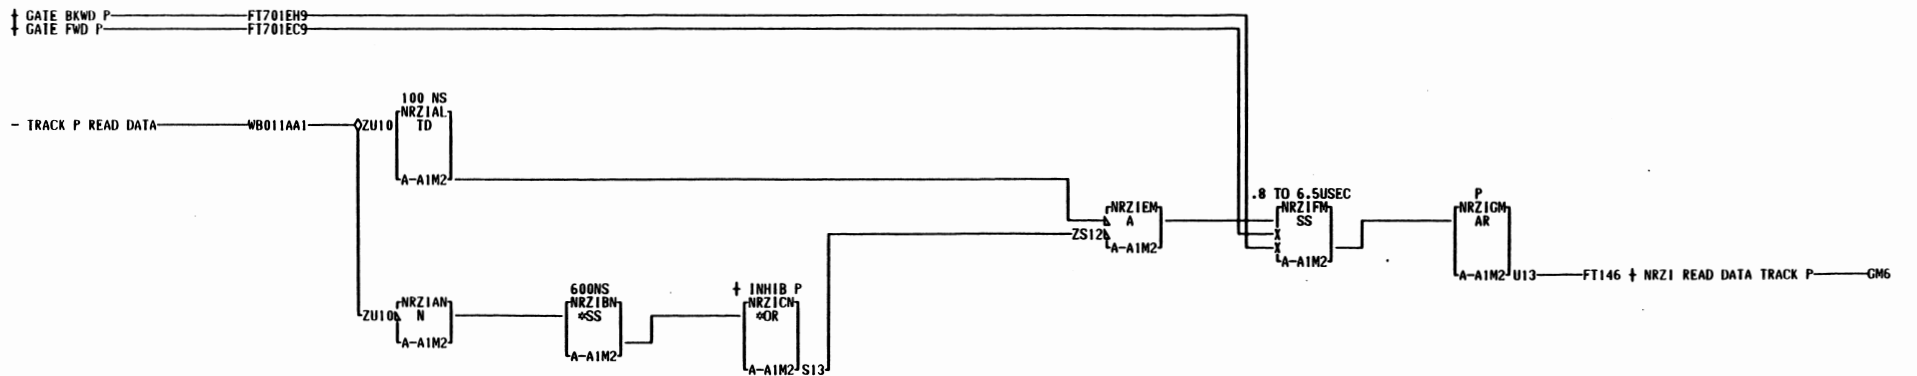 + GATE BKWD P FT701EH9
+ GATE FWD P FT701EC9
100 NS
NRZIAL
- TRACK P READ DATA WB011AA1 ZU10 TD
A-A1M2
.8 TO 6.5USEC P
NRZIEM NRZIFM NRZIGM
A SS AR
ZS12 X
A-A1M2 X
A-A1M2
A-A1M2 U13 FT146 + NRZI READ DATA TRACK P GM6
600NS + INHIB P
NRZIAN NRZIBN NRZICN
ZU10 N *SS *OR
A-A1M2
A-A1M2
A-A1M2 S13